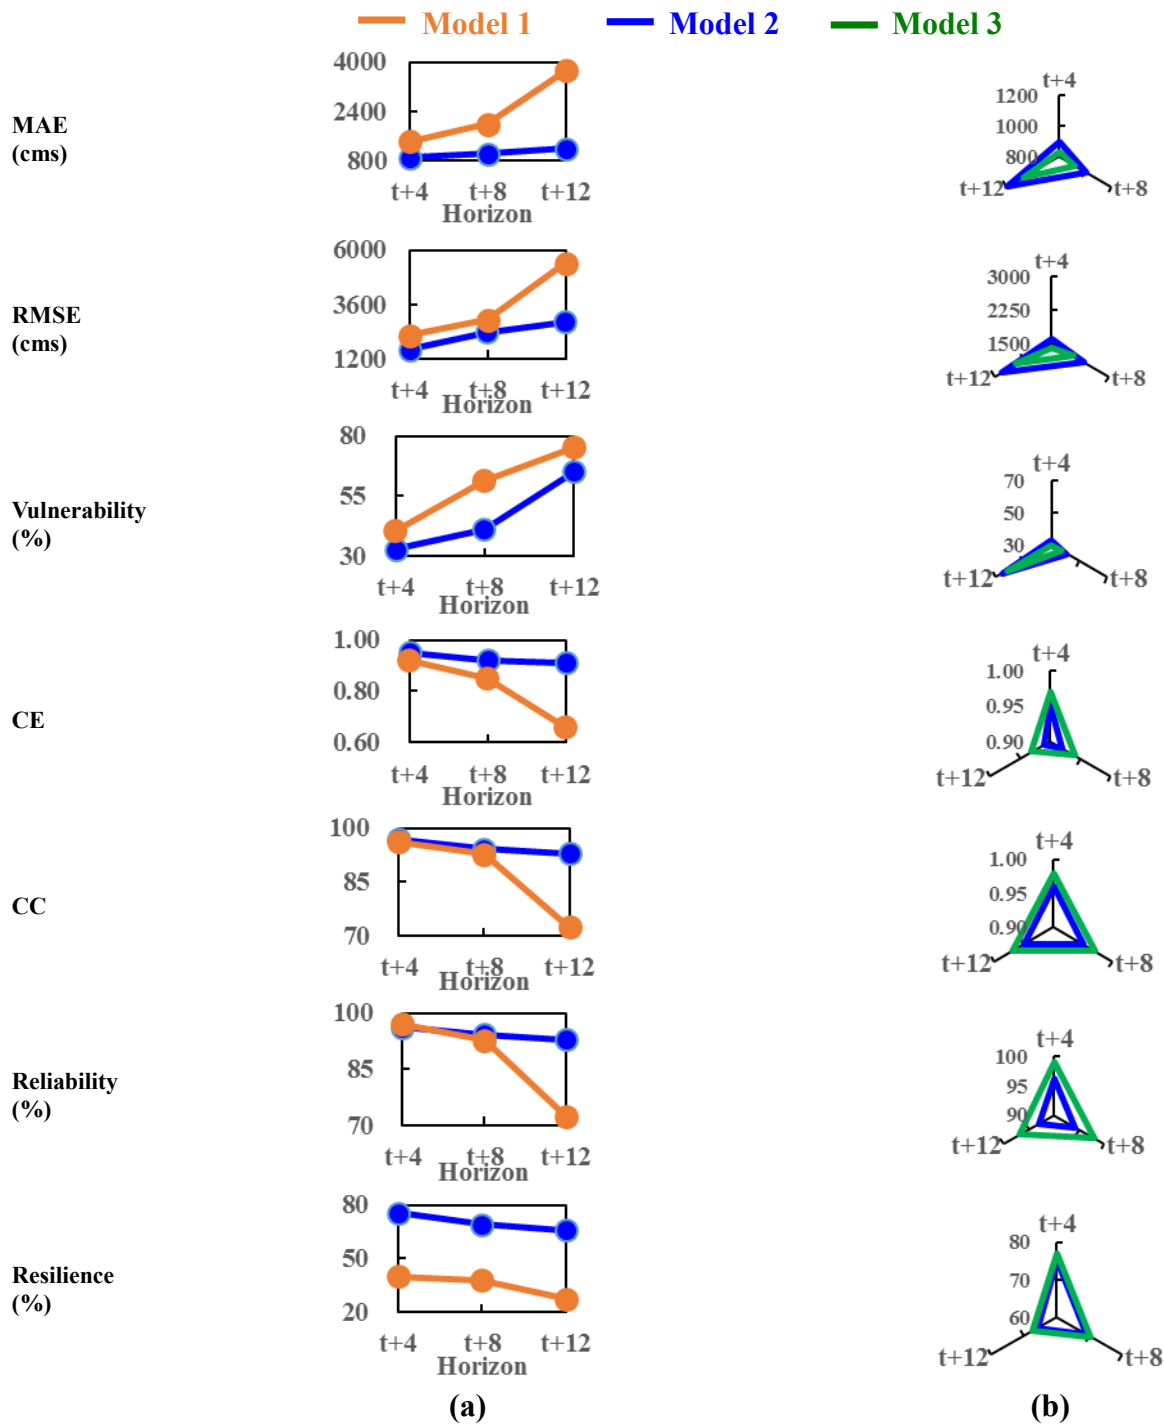 Model 1 Model 2 Model 3
MAE
(cms)
4000
2400
800
t+4 t+8 t+12
Horizon
t+4
1200
1000
800
t+12 t+8
RMSE
(cms)
6000
3600
1200
t+4 t+8 t+12
Horizon
t+4
3000
2250
1500
t+12 t+8
Vulnerability
(%)
80
55
30
t+4 t+8 t+12
Horizon
t+4
70
50
30
t+12 t+8
CE
1.00
0.80
0.60
t+4 t+8 t+12
Horizon
t+4
1.00
0.95
0.90
t+12 t+8
CC
100
85
70
t+4 t+8 t+12
Horizon
t+4
1.00
0.95
0.90
t+12 t+8
Reliability
(%)
100
85
70
t+4 t+8 t+12
Horizon
t+4
100
95
90
t+12 t+8
Resilience
(%)
80
50
20
t+4 t+8 t+12
Horizon
t+4
80
70
60
t+12 t+8
(a) (b)